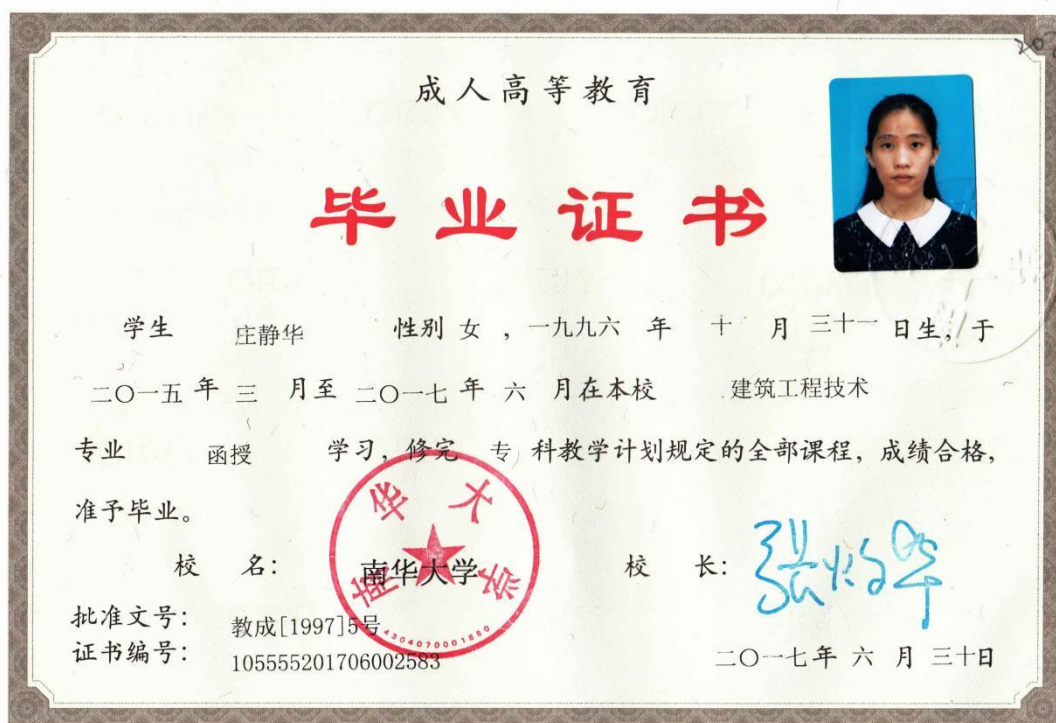 成人高等教育
毕业证书
学生 庄静华 性别 女 , 一九九六 年 十 月 三十一 日生, 于
二〇一五 年 三 月至 二〇一七 年 六 月在本校 建筑工程技术
专业 函授 学习, 修完 专 科教学计划规定的全部课程, 成绩合格,
准予毕业。
校 名: 南华大学 校 长:
南华大学
4304070001880
批准文号: 教成[1997]5号
证书编号: 105555201706002583
二〇一七年 六 月 三十日